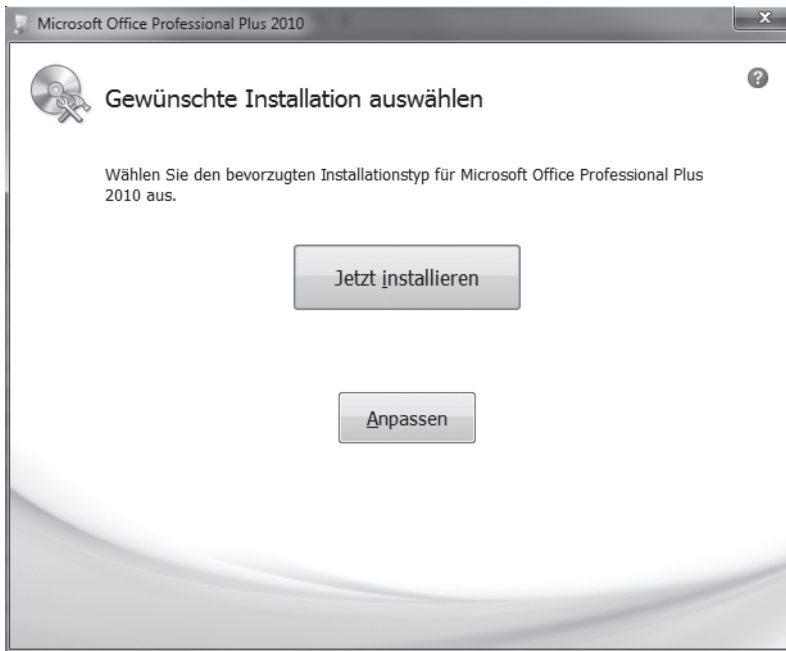 Microsoft Office Professional Plus 2010
Gewünschte Installation auswählen
Wählen Sie den bevorzugten Installationstyp für Microsoft Office Professional Plus
2010 aus.
Jetzt installieren
Anpassen